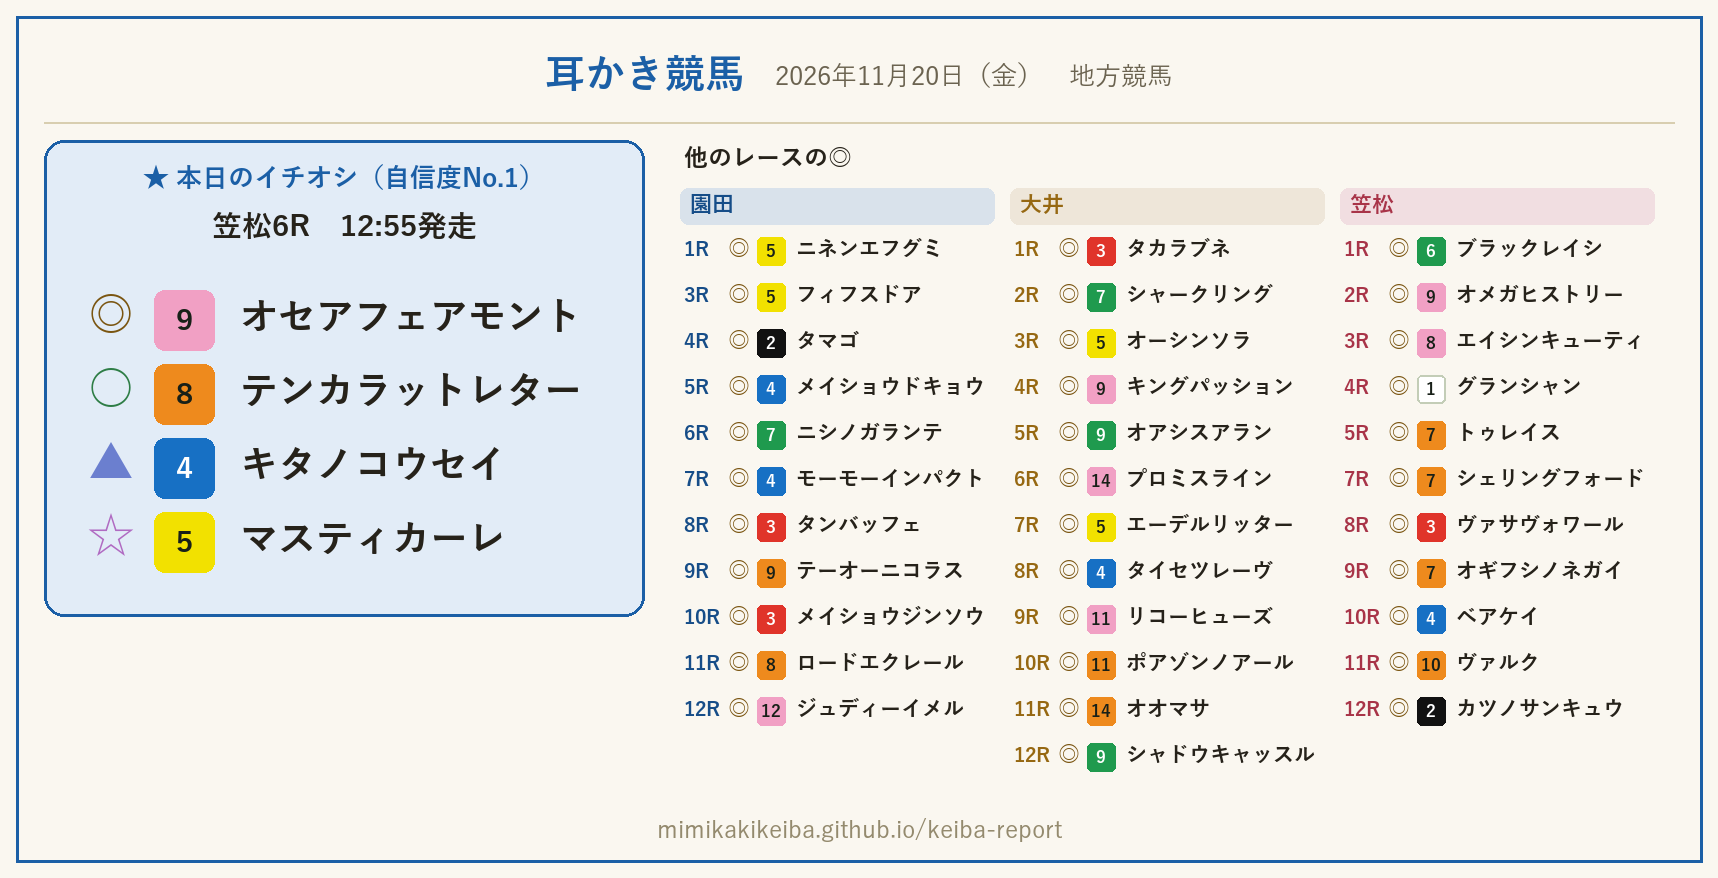 耳かき競馬 2026年11月20日（金） 地方競馬
★ 本日のイチオシ（自信度No.1）
笠松6R 12:55発走
◎ 9 オセアフェアモント
○ 8 テンカラットレター
▲ 4 キタノコウセイ
☆ 5 マスティカーレ
他のレースの◎
園田
1R ◎ 5 ニネンエフグミ
3R ◎ 5 フィフスドア
4R ◎ 2 タマゴ
5R ◎ 4 メイショウドキョウ
6R ◎ 7 ニシノガランテ
7R ◎ 4 モーモーインパクト
8R ◎ 3 タンバッフェ
9R ◎ 9 テーオーニコラス
10R ◎ 3 メイショウジンソウ
11R ◎ 8 ロードエクレール
12R ◎ 12 ジュディーイメル
大井
1R ◎ 3 タカラブネ
2R ◎ 7 シャークリング
3R ◎ 5 オーシンソラ
4R ◎ 9 キングパッション
5R ◎ 9 オアシスアラン
6R ◎ 14 プロミスライン
7R ◎ 5 エーデルリッター
8R ◎ 4 タイセツレーヴ
9R ◎ 11 リコーヒューズ
10R ◎ 11 ポアゾンノアール
11R ◎ 14 オオマサ
12R ◎ 9 シャドウキャッスル
笠松
1R ◎ 6 ブラックレイシ
2R ◎ 9 オメガヒストリー
3R ◎ 8 エイシンキューティ
4R ◎ 1 グランシャン
5R ◎ 7 トゥレイス
7R ◎ 7 シェリングフォード
8R ◎ 3 ヴァサヴォワール
9R ◎ 7 オギフシノネガイ
10R ◎ 4 ベアケイ
11R ◎ 10 ヴァルク
12R ◎ 2 カツノサンキュウ
mimikakikeiba.github.io/keiba-report